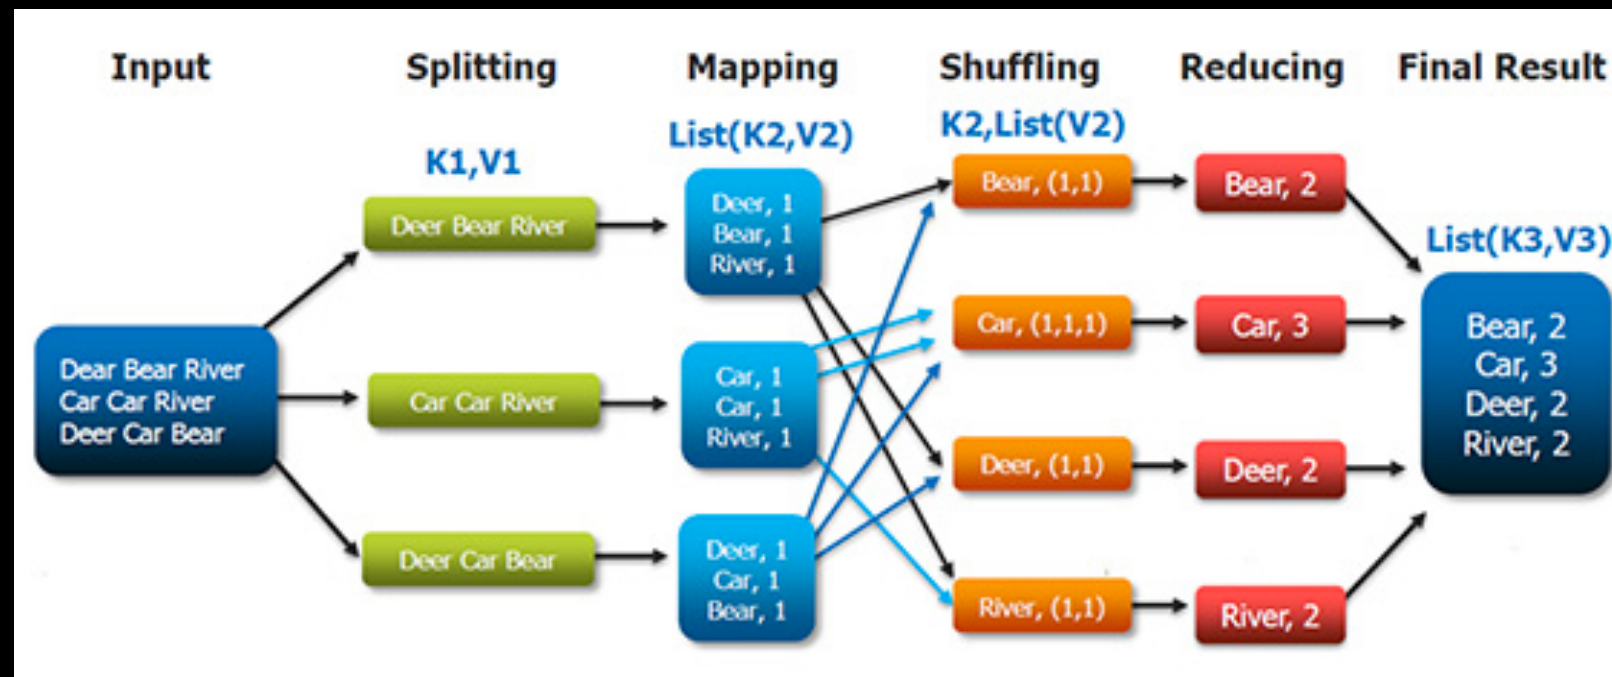 Input
Splitting
Mapping
Shuffling
Reducing
Final Result
K1,V1
List(K2,V2)
K2,List(V2)
List(K3,V3)
Dear Bear River
Car Car River
Deer Car Bear
Deer Bear River
Car Car River
Deer Car Bear
Deer, 1
Bear, 1
River, 1
Car, 1
Car, 1
River, 1
Deer, 1
Car, 1
Bear, 1
Bear, (1,1)
Car, (1,1,1)
Deer, (1,1)
River, (1,1)
Bear, 2
Car, 3
Deer, 2
River, 2
Bear, 2
Car, 3
Deer, 2
River, 2